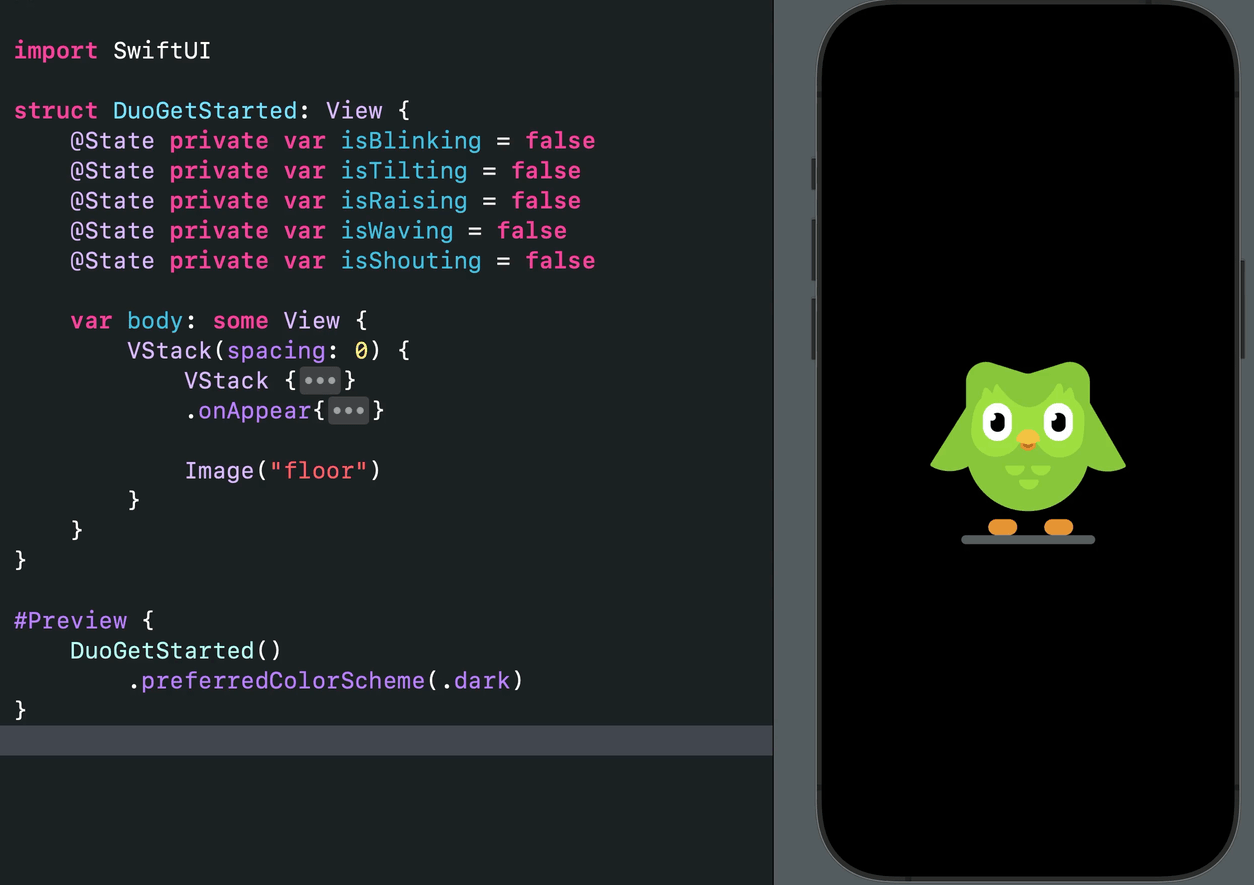 import SwiftUI
struct DuoGetStarted: View {
@State private var isBlinking = false
@State private var isTilting = false
@State private var isRaising = false
@State private var isWaving = false
@State private var isShouting = false
var body: some View {
VStack(spacing: 0) {
VStack {•••}
.onAppear{•••}
Image("floor")
}
}
}
#Preview {
DuoGetStarted()
.preferredColorScheme(.dark)
}